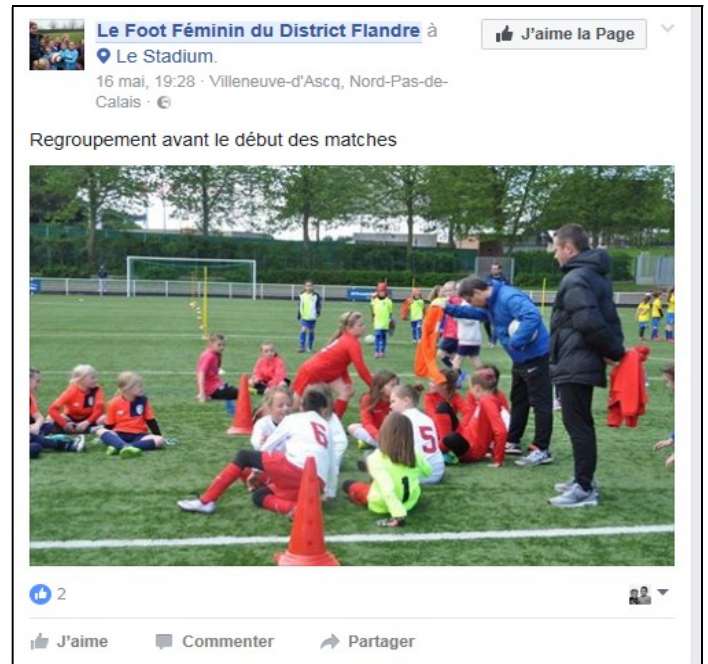 Le Foot Féminin du District Flandre à
Le Stadium.
J'aime la Page
16 mai, 19:28 · Villeneuve-d'Ascq, Nord-Pas-de-
Calais ·
Regroupement avant le début des matches
6
5
1
2
J'aime Commenter Partager